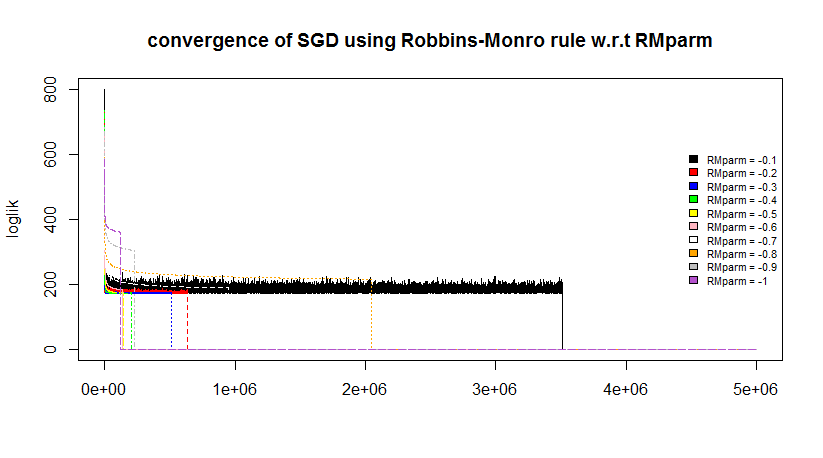 convergence of SGD using Robbins-Monro rule w.r.t RMparm
loglik
800
600
400
200
0
0e+00
1e+06
2e+06
3e+06
4e+06
5e+06
RMparm = -0.1
RMparm = -0.2
RMparm = -0.3
RMparm = -0.4
RMparm = -0.5
RMparm = -0.6
RMparm = -0.7
RMparm = -0.8
RMparm = -0.9
RMparm = -1